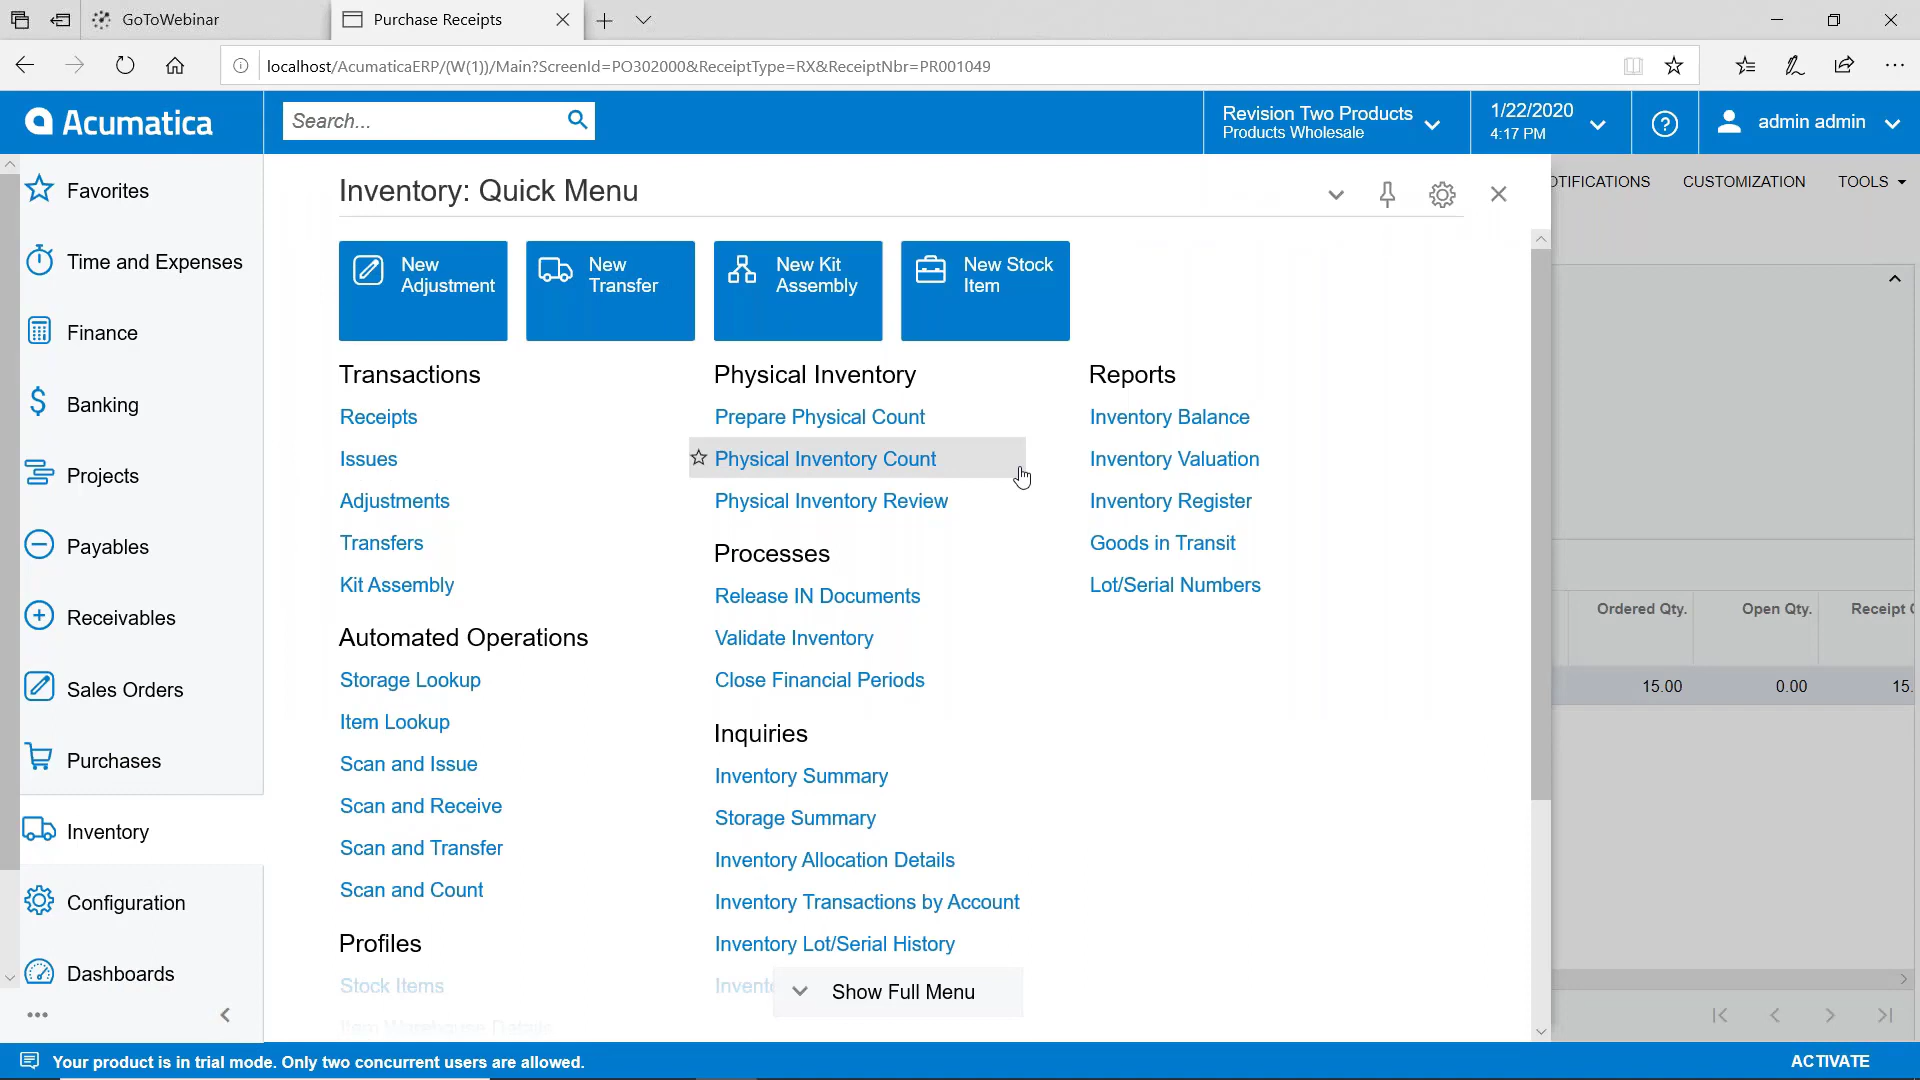 GoToWebinar
Purchase Receipts
localhost/AcumaticaERP/(W(1))/Main?ScreenId=PO302000&ReceiptType=RX&ReceiptNbr=PR001049
Acumatica
Search...
Revision Two Products
Products Wholesale
1/22/2020
4:17 PM
admin admin
OTIFICATIONS
CUSTOMIZATION
TOOLS
Favorites
Time and Expenses
Finance
Banking
Projects
Payables
Receivables
Sales Orders
Purchases
Inventory
Configuration
Dashboards
Inventory: Quick Menu
New
Adjustment
New
Transfer
New Kit
Assembly
New Stock
Item
Transactions
Receipts
Issues
Adjustments
Transfers
Kit Assembly
Automated Operations
Storage Lookup
Item Lookup
Scan and Issue
Scan and Receive
Scan and Transfer
Scan and Count
Profiles
Stock Items
Item Warehouse Details
Physical Inventory
Prepare Physical Count
Physical Inventory Count
Physical Inventory Review
Processes
Release IN Documents
Validate Inventory
Close Financial Periods
Inquiries
Inventory Summary
Storage Summary
Inventory Allocation Details
Inventory Transactions by Account
Inventory Lot/Serial History
Invent
Show Full Menu
Reports
Inventory Balance
Inventory Valuation
Inventory Register
Goods in Transit
Lot/Serial Numbers
Ordered Qty.
Open Qty.
Receipt
15.00
0.00
15.
Your product is in trial mode. Only two concurrent users are allowed.
ACTIVATE